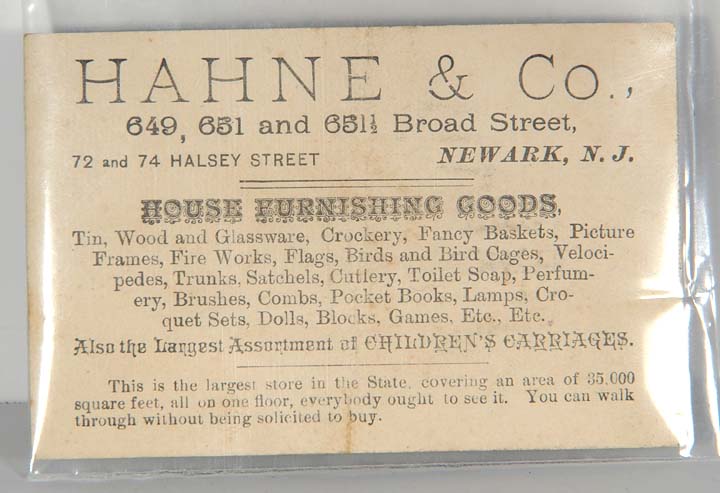 HAHNE & Co.,
649, 651 and 651½ Broad Street,
72 and 74 HALSEY STREET NEWARK, N. J.
HOUSE FURNISHING GOODS,
Tin, Wood and Glassware, Crockery, Fancy Baskets, Picture
Frames, Fire Works, Flags, Birds and Bird Cages, Veloci-
pedes, Trunks, Satchels, Cutlery, Toilet Soap, Perfum-
ery, Brushes, Combs, Pocket Books, Lamps, Cro-
quet Sets, Dolls, Blocks, Games, Etc., Etc.
Also the Largest Assortment of CHILDREN'S CARRIAGES.
This is the largest store in the State, covering an area of 35,000
square feet, all on one floor, everybody ought to see it. You can walk
through without being solicited to buy.